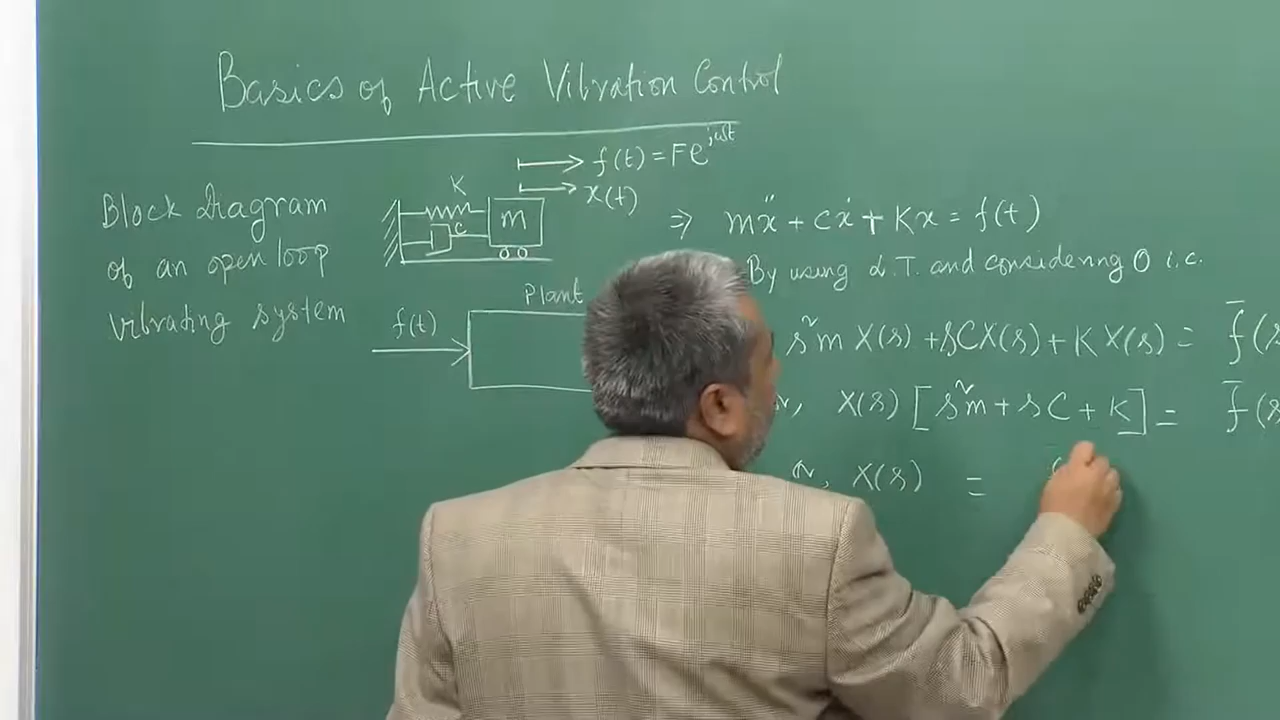 Basics of Active Vibration Control
f(t) = Fe^jωt
x(t)
K
C
m
Block Diagram
of an open loop
vibrating system
⇒ mẍ + cẋ + Kx = f(t)
By using L.T. and considering 0 i.c.
Plant
f(t)
s²m X(s) + sCX(s) + K X(s) = f̄(s
X(s) [s²m + sC + K] = f̄(s
X(s) =